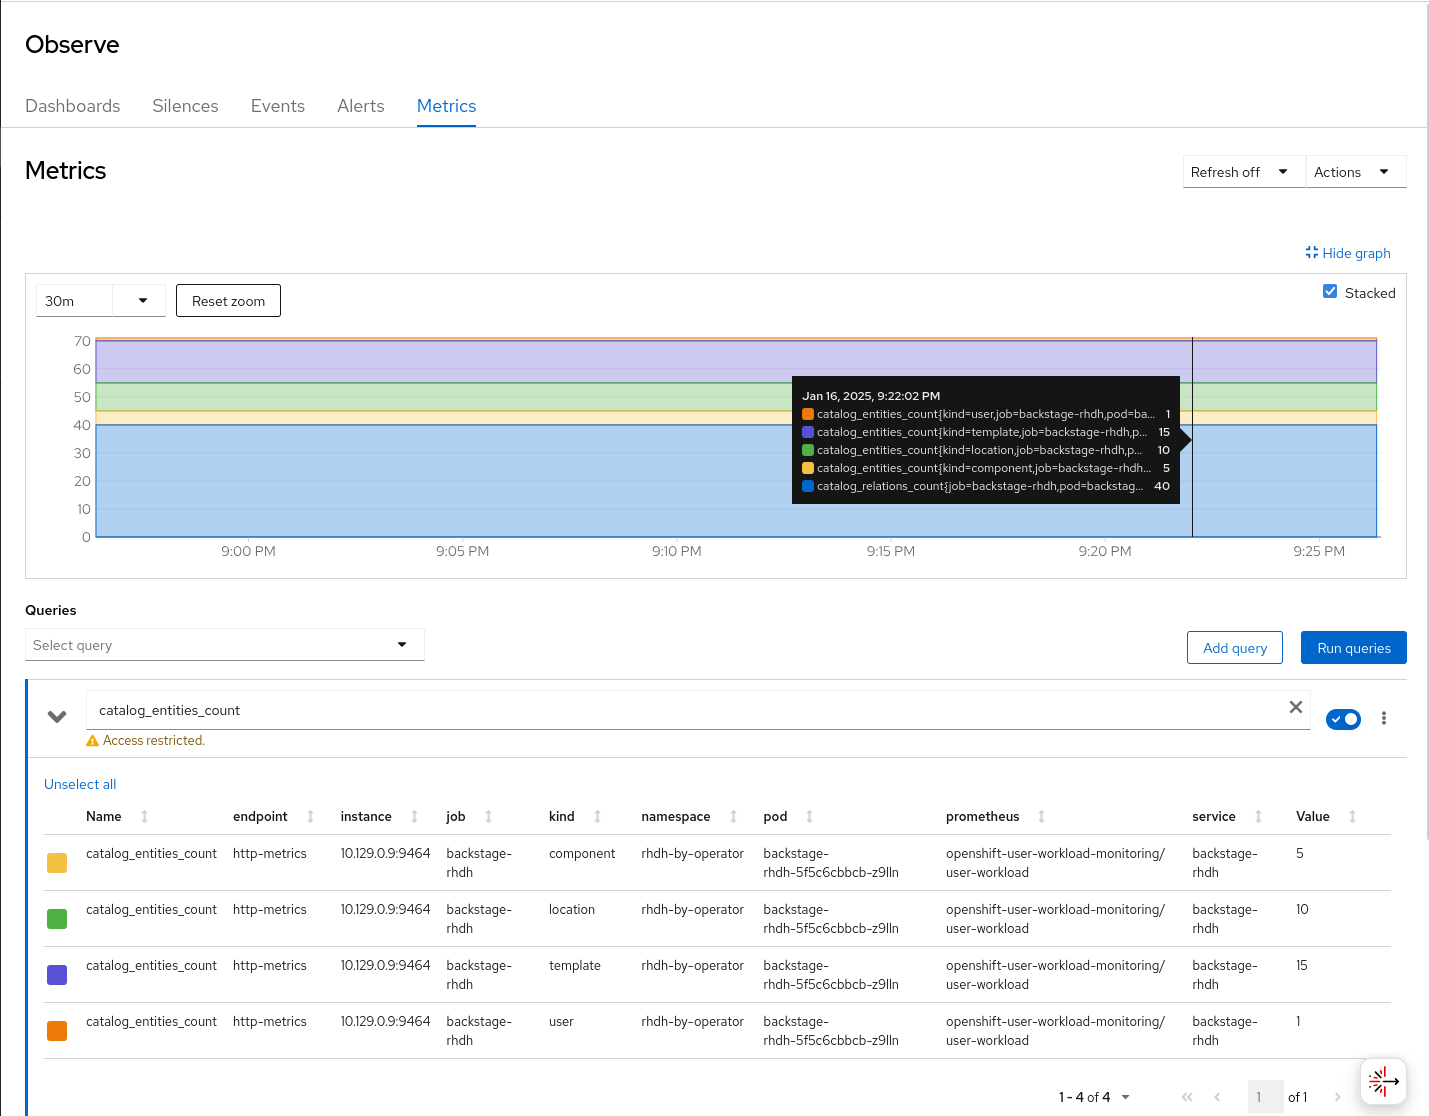 Observe
Dashboards Silences Events Alerts Metrics
Metrics
Refresh off Actions
Hide graph
30m Reset zoom Stacked
70
60
50
40
30
20
10
0
9:00 PM 9:05 PM 9:10 PM 9:15 PM 9:20 PM 9:25 PM
Jan 16, 2025, 9:22:02 PM
catalog_entities_count{kind=user,job=backstage-rhdh,pod=ba... 1
catalog_entities_count{kind=template,job=backstage-rhdh,p... 15
catalog_entities_count{kind=location,job=backstage-rhdh,p... 10
catalog_entities_count{kind=component,job=backstage-rhdh... 5
catalog_relations_count{job=backstage-rhdh,pod=backstag... 40
Queries
Select query
Add query Run queries
catalog_entities_count
Access restricted.
Unselect all
Name endpoint instance job kind namespace pod prometheus service Value
catalog_entities_count http-metrics 10.129.0.9:9464 backstage- component rhdh-by-operator backstage- openshift-user-workload-monitoring/ backstage- 5
rhdh rhdh-5f5c6cbbcb-z9lln user-workload rhdh
catalog_entities_count http-metrics 10.129.0.9:9464 backstage- location rhdh-by-operator backstage- openshift-user-workload-monitoring/ backstage- 10
rhdh rhdh-5f5c6cbbcb-z9lln user-workload rhdh
catalog_entities_count http-metrics 10.129.0.9:9464 backstage- template rhdh-by-operator backstage- openshift-user-workload-monitoring/ backstage- 15
rhdh rhdh-5f5c6cbbcb-z9lln user-workload rhdh
catalog_entities_count http-metrics 10.129.0.9:9464 backstage- user rhdh-by-operator backstage- openshift-user-workload-monitoring/ backstage- 1
rhdh rhdh-5f5c6cbbcb-z9lln user-workload rhdh
1 - 4 of 4 1 of 1